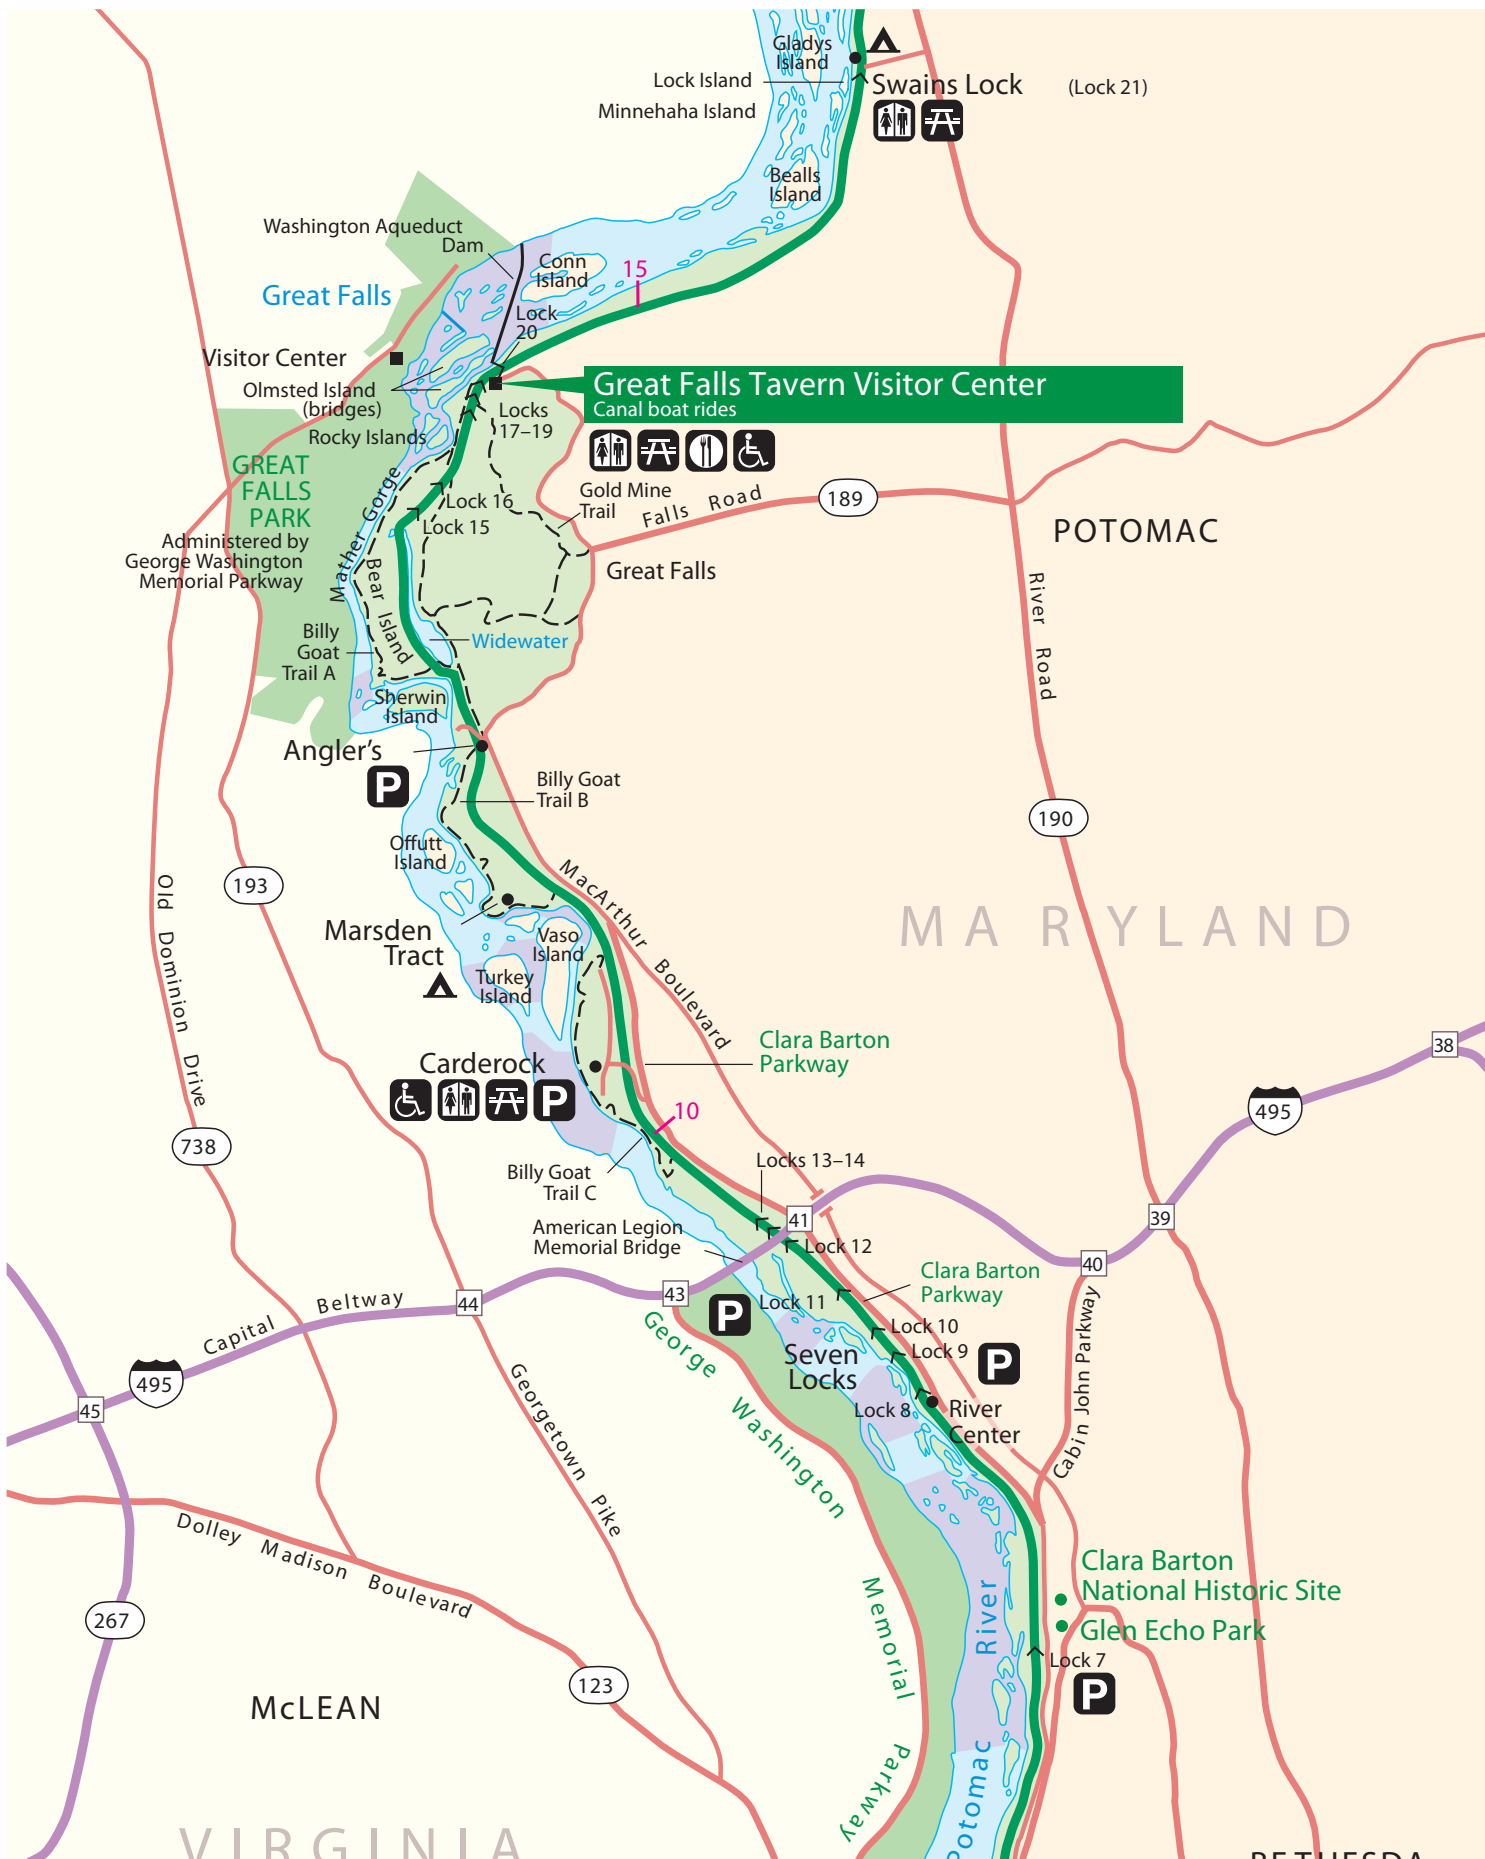 Gladys
Island
Lock Island
Swains Lock
(Lock 21)
Minnehaha Island
Bealls
Island
Washington Aqueduct
Dam
Conn
Island
15
Great Falls
Lock
20
Visitor Center
Great Falls Tavern Visitor Center
Canal boat rides
Olmsted Island
(bridges)
Locks
17–19
Rocky Islands
GREAT
FALLS
PARK
Administered by
George Washington
Memorial Parkway
Mather Gorge
Lock 16
Lock 15
Gold Mine
Trail
Falls Road
189
POTOMAC
Great Falls
Bear Island
River Road
Billy
Goat
Trail A
Widewater
Sherwin
Island
Angler's
P
Billy Goat
Trail B
190
Offutt
Island
193
MacArthur Boulevard
Old Dominion Drive
MARYLAND
Marsden
Tract
Vaso
Island
Turkey
Island
Clara Barton
Parkway
38
Carderock
P
495
10
738
Locks 13–14
Billy Goat
Trail C
41
39
American Legion
Memorial Bridge
Lock 12
40
Clara Barton
Parkway
43
44
Capital Beltway
P
Lock 11
George Washington Memorial Parkway
Lock 10
Lock 9
P
Seven
Locks
Cabin John Parkway
495
45
Georgetown Pike
Lock 8
River
Center
Dolley Madison Boulevard
Clara Barton
National Historic Site
Glen Echo Park
267
Potomac River
Lock 7
P
123
McLEAN
VIRGINIA
BETHESDA